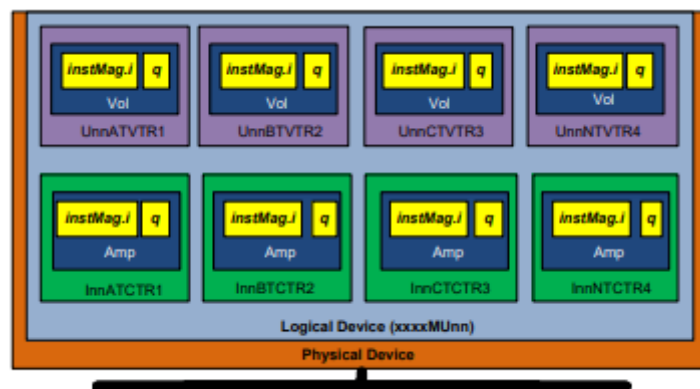 instMag.i q instMag.i q instMag.i q instMag.i q
Vol Vol Vol Vol
UnnATVTR1 UnnBTVTR2 UnnCTVTR3 UnnNTVTR4
instMag.i q instMag.i q instMag.i q instMag.i q
Amp Amp Amp Amp
InnATCTR1 InnBTCTR2 InnCTCTR3 InnNTCTR4
Logical Device (xxxxMUnn)
Physical Device